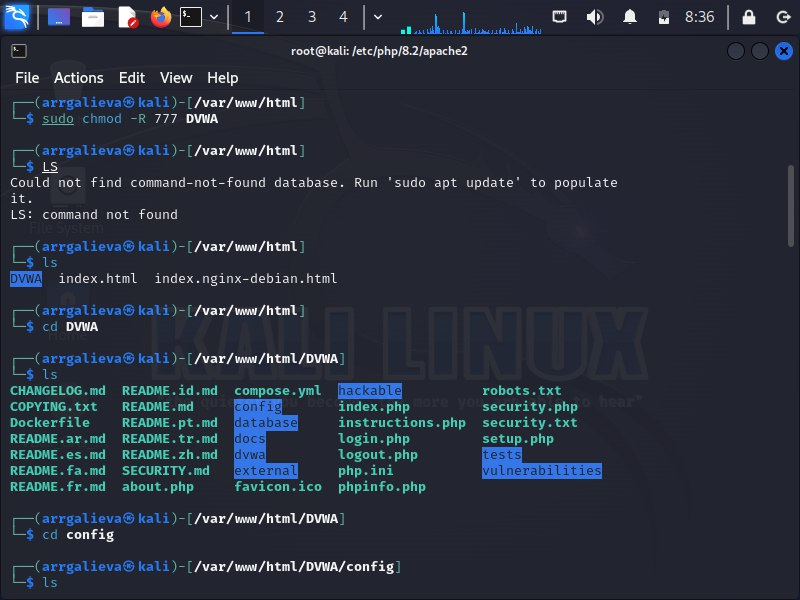 1 2 3 4 8:36
root@kali: /etc/php/8.2/apache2
File Actions Edit View Help
┌──(arrgalieva㉿kali)-[/var/www/html]
└─$ sudo chmod -R 777 DVWA
┌──(arrgalieva㉿kali)-[/var/www/html]
└─$ LS
Could not find command-not-found database. Run 'sudo apt update' to populate
it.
LS: command not found
File System
┌──(arrgalieva㉿kali)-[/var/www/html]
└─$ ls
DVWA index.html index.nginx-debian.html
┌──(arrgalieva㉿kali)-[/var/www/html]
└─$ cd DVWA
Home
KALI LINUX
┌──(arrgalieva㉿kali)-[/var/www/html/DVWA]
└─$ ls
CHANGELOG.md README.id.md compose.yml hackable robots.txt
COPYING.txt README.md config index.php security.php
Dockerfile README.pt.md database instructions.php security.txt
README.ar.md README.tr.md docs login.php setup.php
README.es.md README.zh.md dvwa logout.php tests
README.fa.md SECURITY.md external php.ini vulnerabilities
README.fr.md about.php favicon.ico phpinfo.php
┌──(arrgalieva㉿kali)-[/var/www/html/DVWA]
└─$ cd config
┌──(arrgalieva㉿kali)-[/var/www/html/DVWA/config]
└─$ ls